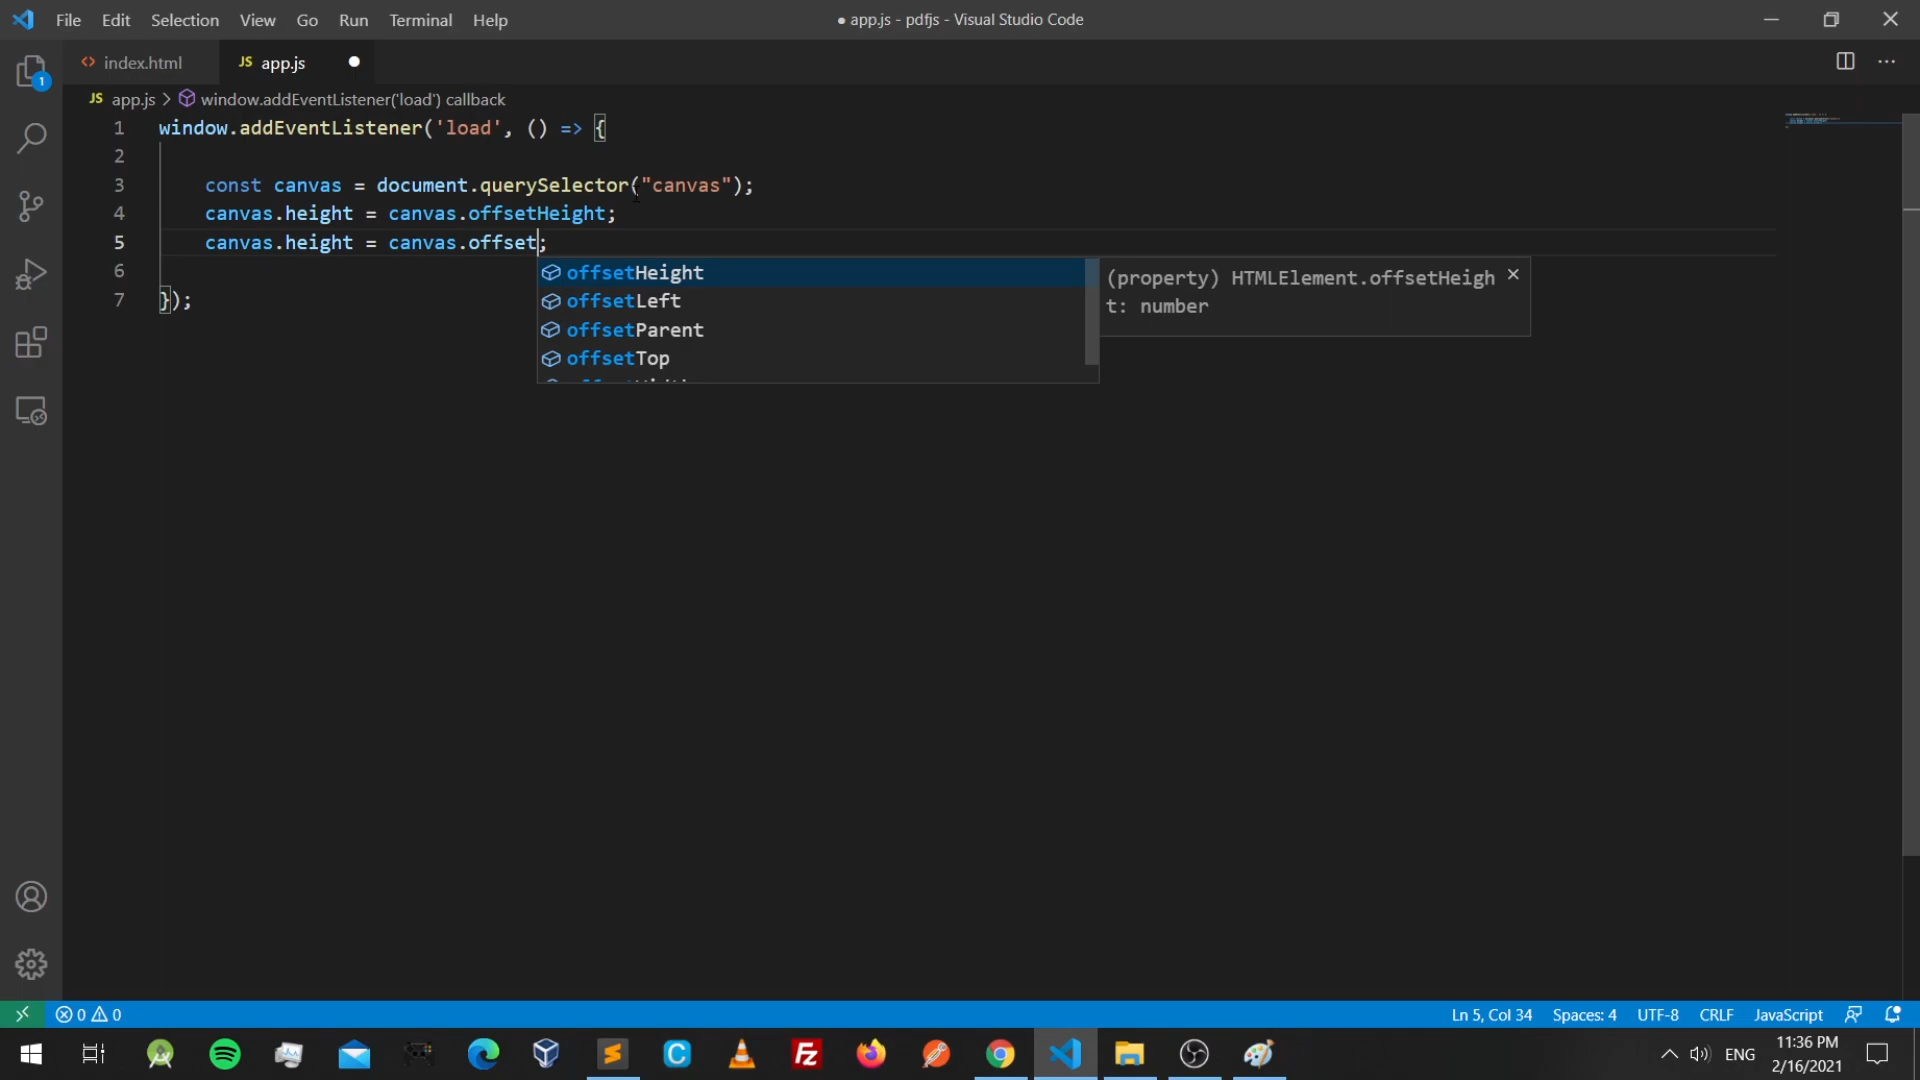 File Edit Selection View Go Run Terminal Help
● app.js - pdfjs - Visual Studio Code
1
<> index.html
JS app.js ●
JS app.js > window.addEventListener('load') callback
1 window.addEventListener('load', () => {
2
3 const canvas = document.querySelector("canvas");
4 canvas.height = canvas.offsetHeight;
5 canvas.height = canvas.offset;
6
7 });
offsetHeight
offsetLeft
offsetParent
offsetTop
(property) HTMLElement.offsetHeigh
t: number
0 0
Ln 5, Col 34 Spaces: 4 UTF-8 CRLF JavaScript
C
Fz
ENG
11:36 PM
2/16/2021